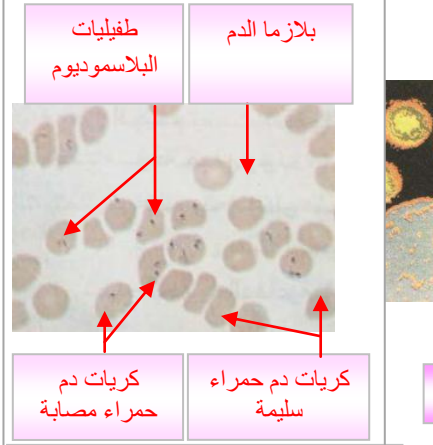 بلازما الدم
طفيليات
البلاسموديوم
كريات دم حمراء
سليمة
كريات دم
حمراء مصابة